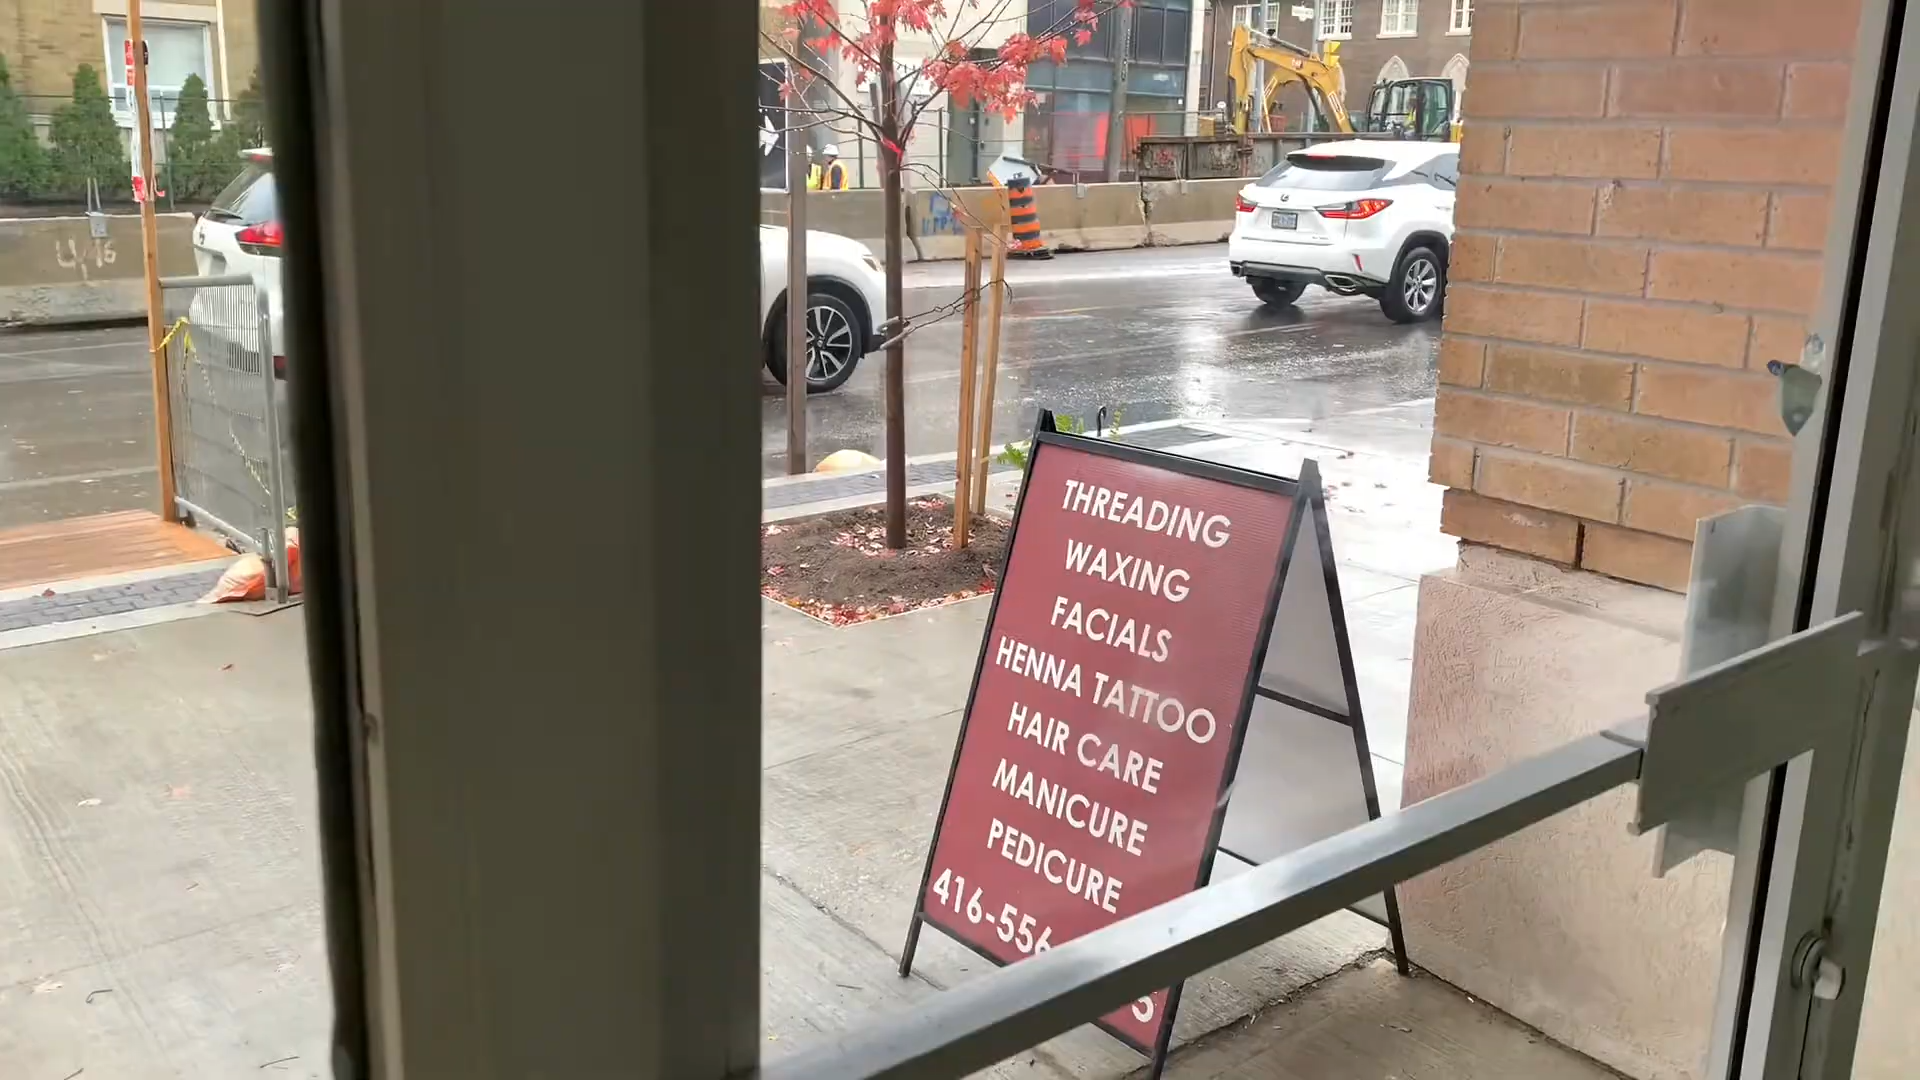 THREADING
WAXING
FACIALS
HENNA TATTOO
HAIR CARE
MANICURE
PEDICURE
416-556